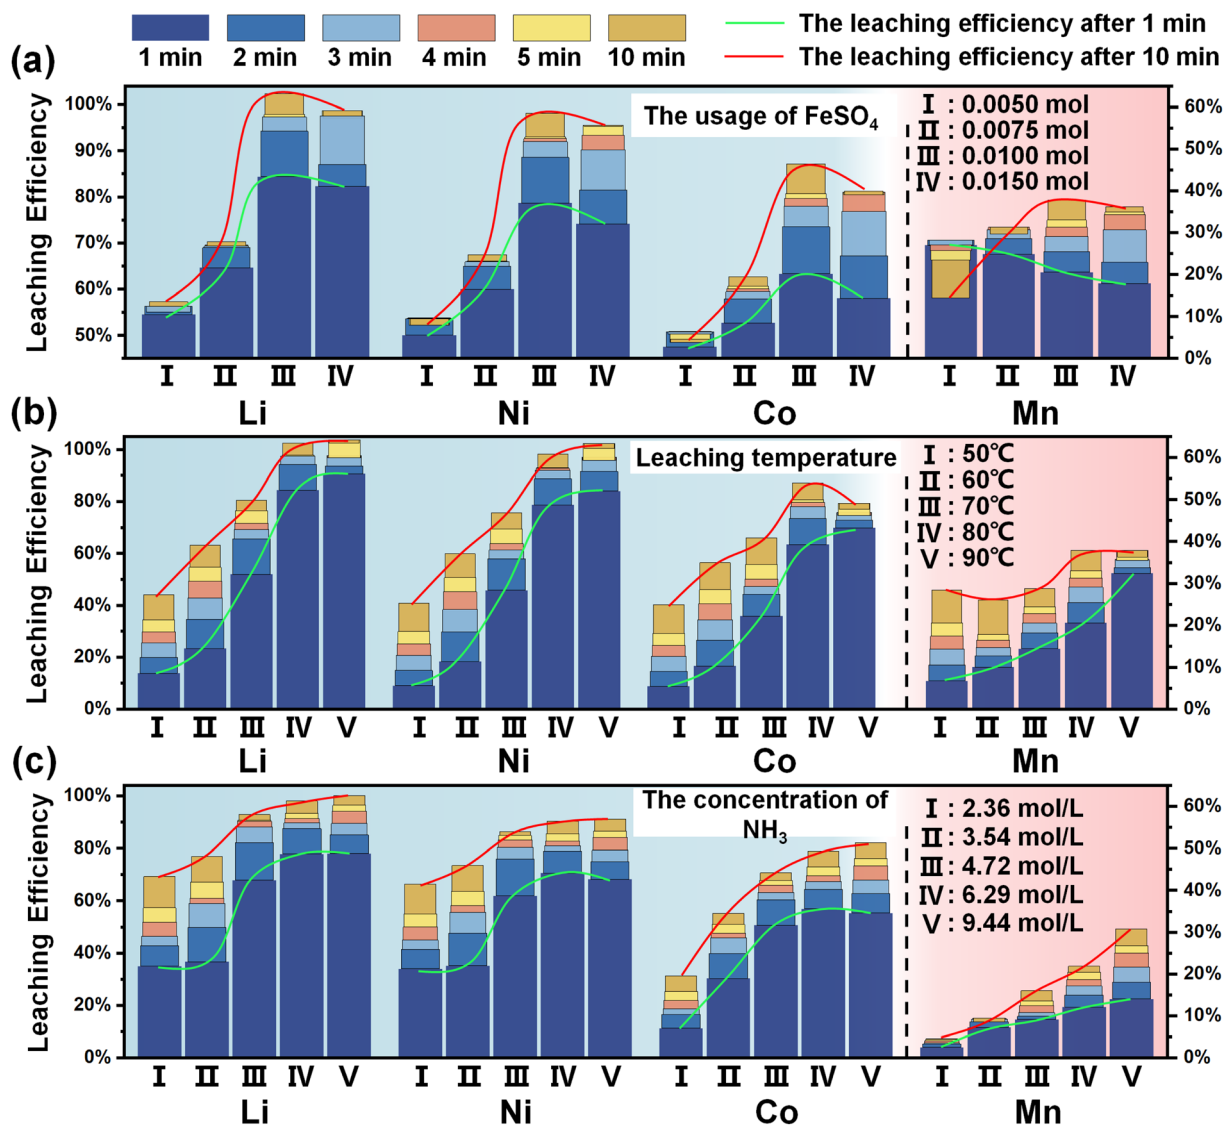 1 min 2 min 3 min 4 min 5 min 10 min
The leaching efficiency after 1 min
The leaching efficiency after 10 min
(a)
Leaching Efficiency
100%
90%
80%
70%
60%
50%
The usage of FeSO₄
Ⅰ : 0.0050 mol
Ⅱ : 0.0075 mol
Ⅲ : 0.0100 mol
Ⅳ : 0.0150 mol
60%
50%
40%
30%
20%
10%
0%
Ⅰ Ⅱ Ⅲ Ⅳ Ⅰ Ⅱ Ⅲ Ⅳ Ⅰ Ⅱ Ⅲ Ⅳ Ⅰ Ⅱ Ⅲ Ⅳ
Li Ni Co Mn
(b)
Leaching Efficiency
100%
80%
60%
40%
20%
0%
Leaching temperature
Ⅰ : 50℃
Ⅱ : 60℃
Ⅲ : 70℃
Ⅳ : 80℃
Ⅴ : 90℃
60%
50%
40%
30%
20%
10%
0%
Ⅰ Ⅱ Ⅲ Ⅳ Ⅴ Ⅰ Ⅱ Ⅲ Ⅳ Ⅴ Ⅰ Ⅱ Ⅲ Ⅳ Ⅴ Ⅰ Ⅱ Ⅲ Ⅳ Ⅴ
Li Ni Co Mn
(c)
Leaching Efficiency
100%
80%
60%
40%
20%
0%
The concentration of
NH₃
Ⅰ : 2.36 mol/L
Ⅱ : 3.54 mol/L
Ⅲ : 4.72 mol/L
Ⅳ : 6.29 mol/L
Ⅴ : 9.44 mol/L
60%
50%
40%
30%
20%
10%
0%
Ⅰ Ⅱ Ⅲ Ⅳ Ⅴ Ⅰ Ⅱ Ⅲ Ⅳ Ⅴ Ⅰ Ⅱ Ⅲ Ⅳ Ⅴ Ⅰ Ⅱ Ⅲ Ⅳ Ⅴ
Li Ni Co Mn